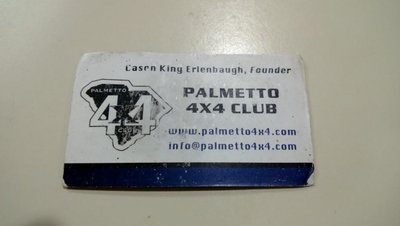 Cason King Erlenbaugh, Founder
PALMETTO
4X4
CLUB
PALMETTO
4X4 CLUB
www.palmetto4x4.com
info@palmetto4x4.com